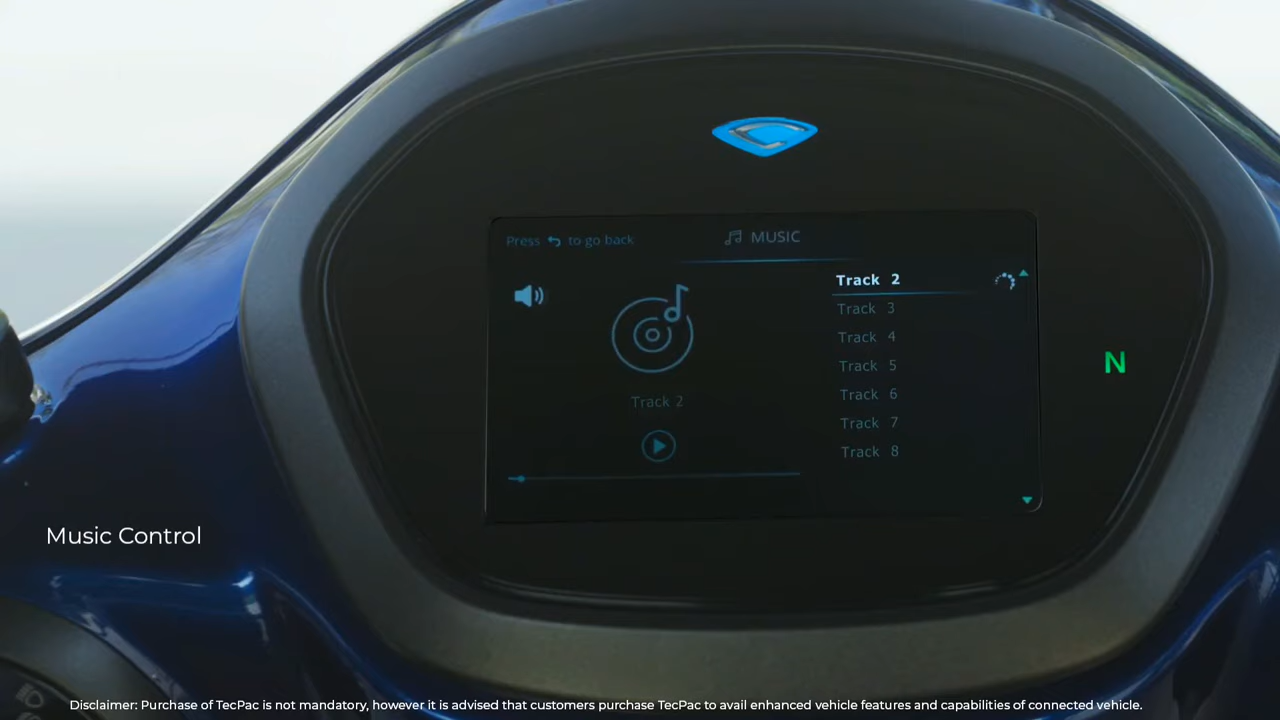 Press to go back
MUSIC
Track 2
Track 3
Track 4
Track 5
Track 6
Track 7
Track 8
Track 2
N
Music Control
Disclaimer: Purchase of TecPac is not mandatory, however it is advised that customers purchase TecPac to avail enhanced vehicle features and capabilities of connected vehicle.